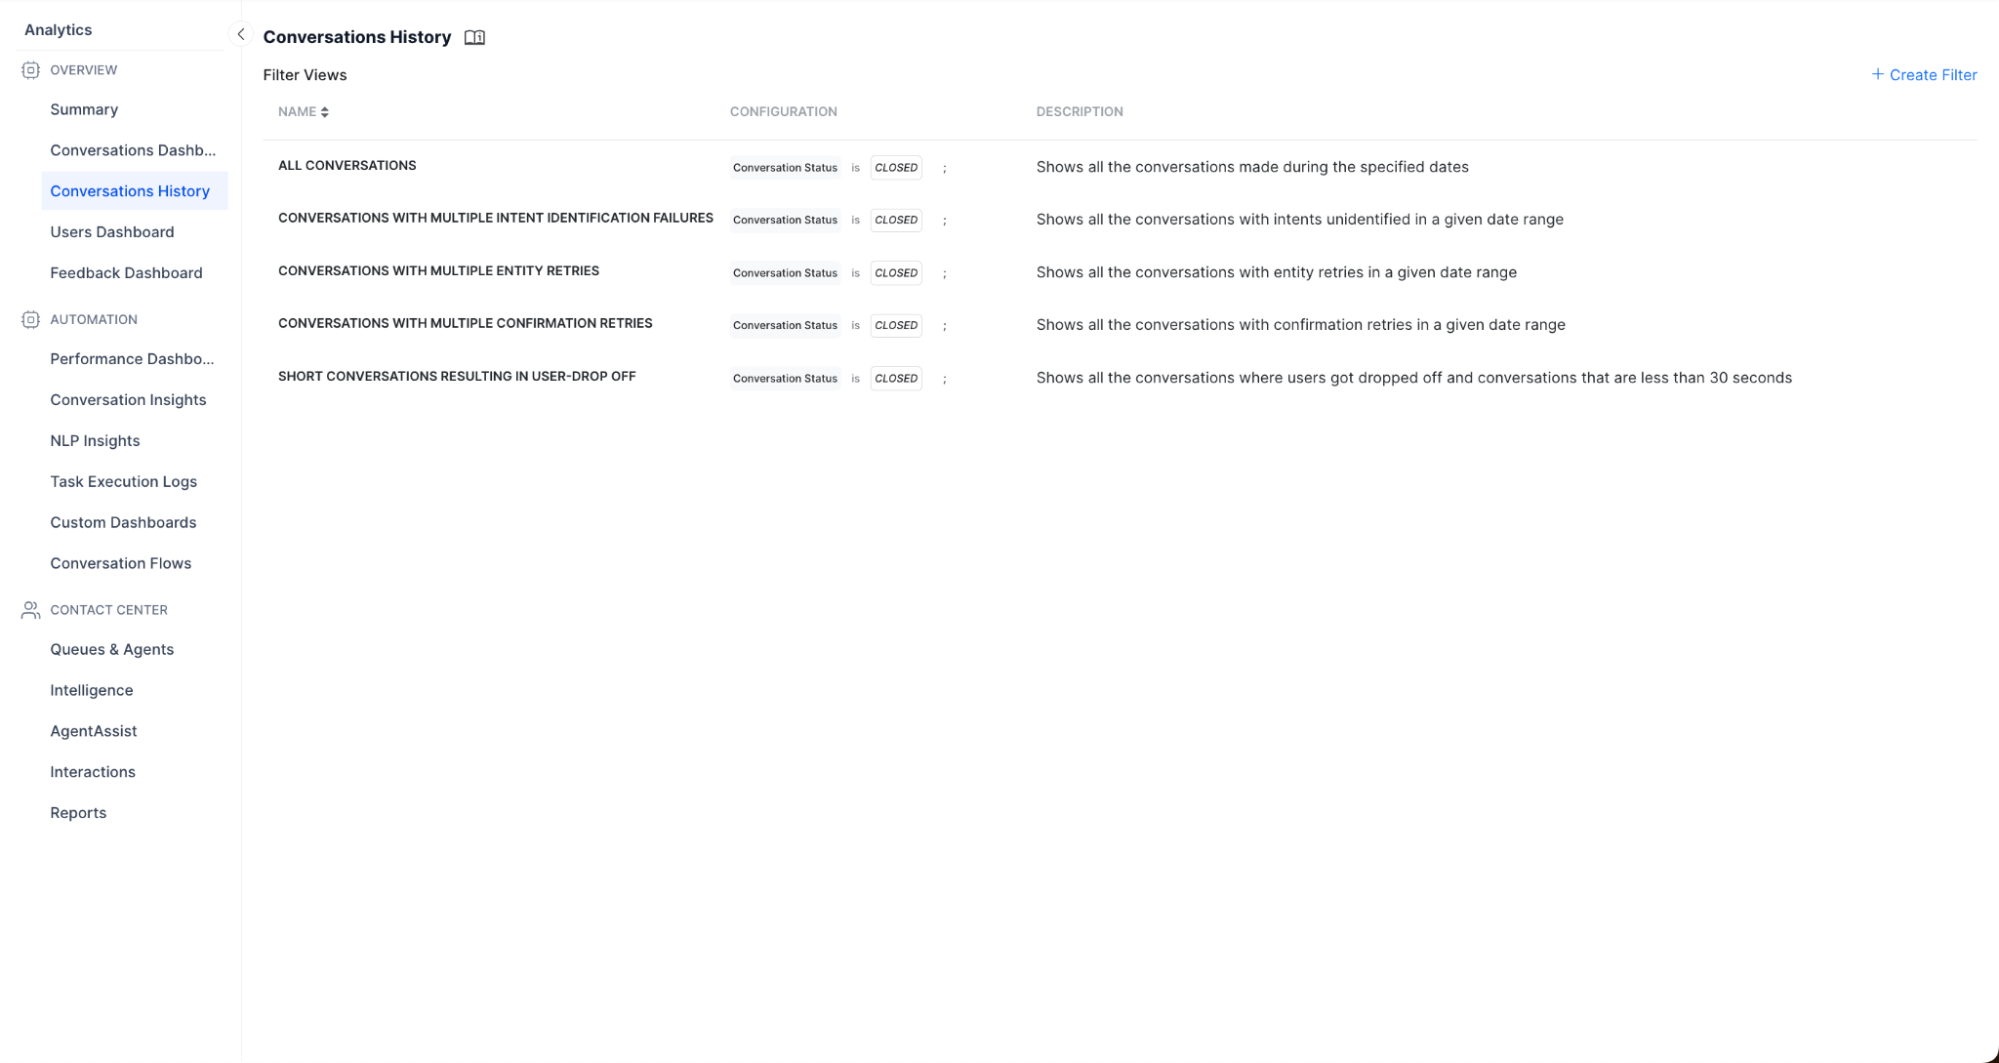 Analytics
OVERVIEW
Summary
Conversations Dashb...
Conversations History
Users Dashboard
Feedback Dashboard
AUTOMATION
Performance Dashbo...
Conversation Insights
NLP Insights
Task Execution Logs
Custom Dashboards
Conversation Flows
CONTACT CENTER
Queues & Agents
Intelligence
AgentAssist
Interactions
Reports
Conversations History
Filter Views
+ Create Filter
NAME CONFIGURATION DESCRIPTION
ALL CONVERSATIONS Conversation Status is CLOSED ; Shows all the conversations made during the specified dates
CONVERSATIONS WITH MULTIPLE INTENT IDENTIFICATION FAILURES Conversation Status is CLOSED ; Shows all the conversations with intents unidentified in a given date range
CONVERSATIONS WITH MULTIPLE ENTITY RETRIES Conversation Status is CLOSED ; Shows all the conversations with entity retries in a given date range
CONVERSATIONS WITH MULTIPLE CONFIRMATION RETRIES Conversation Status is CLOSED ; Shows all the conversations with confirmation retries in a given date range
SHORT CONVERSATIONS RESULTING IN USER-DROP OFF Conversation Status is CLOSED ; Shows all the conversations where users got dropped off and conversations that are less than 30 seconds